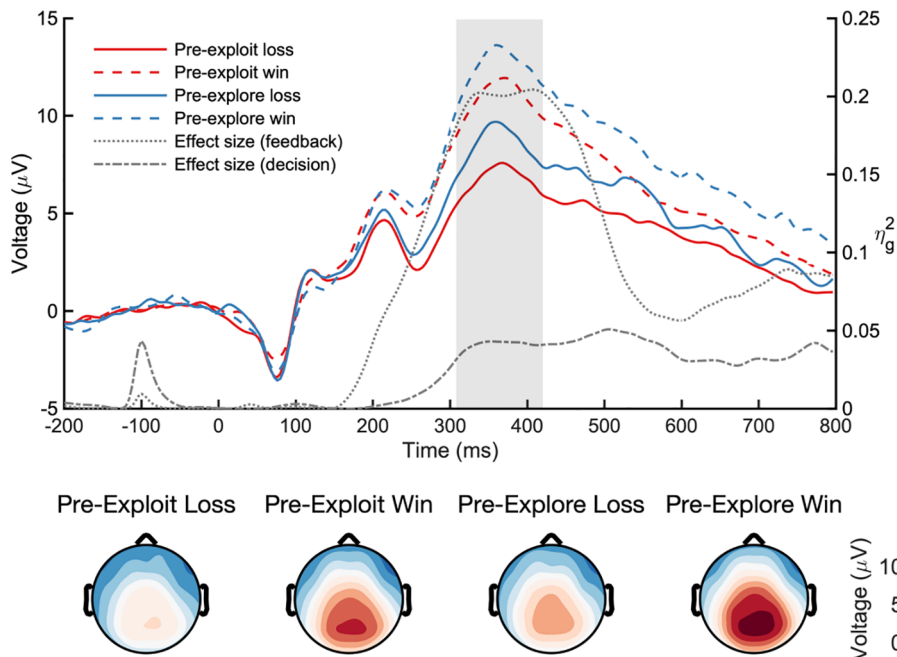 15
10
5
0
-5
Voltage (μV)
Pre-exploit loss
Pre-exploit win
Pre-explore loss
Pre-explore win
Effect size (feedback)
Effect size (decision)
0.25
0.2
0.15
0.1
0.05
0
η²g
-200 -100 0 100 200 300 400 500 600 700 800
Time (ms)
Pre-Exploit Loss Pre-Exploit Win Pre-Explore Loss Pre-Explore Win
Voltage (μV)
10
5
0